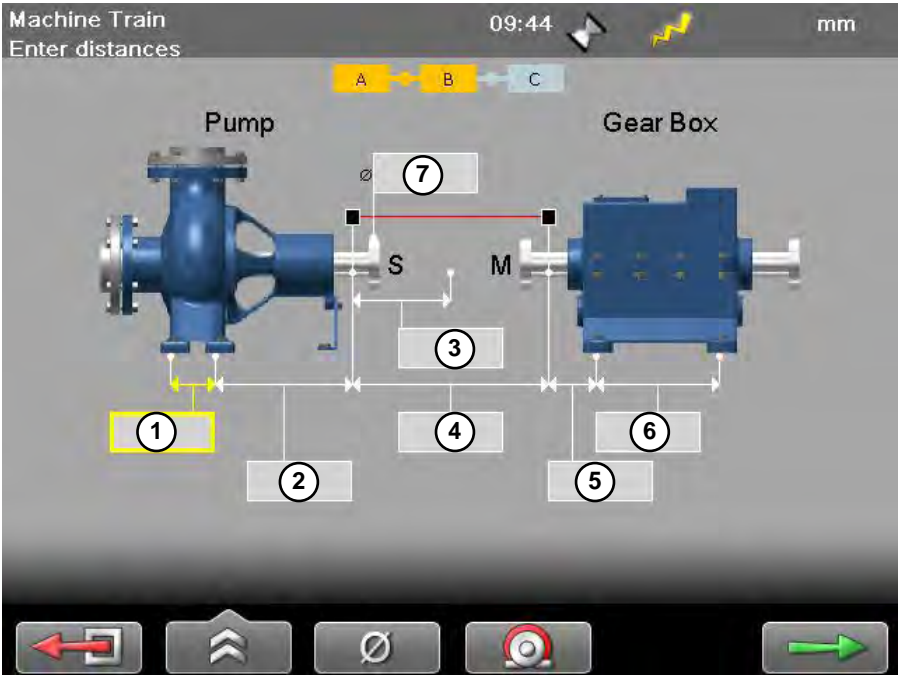 Machine Train
09:44
mm
Enter distances
A
B
C
Pump
Gear Box
Ø
7
S
M
3
1
4
6
2
5
Ø